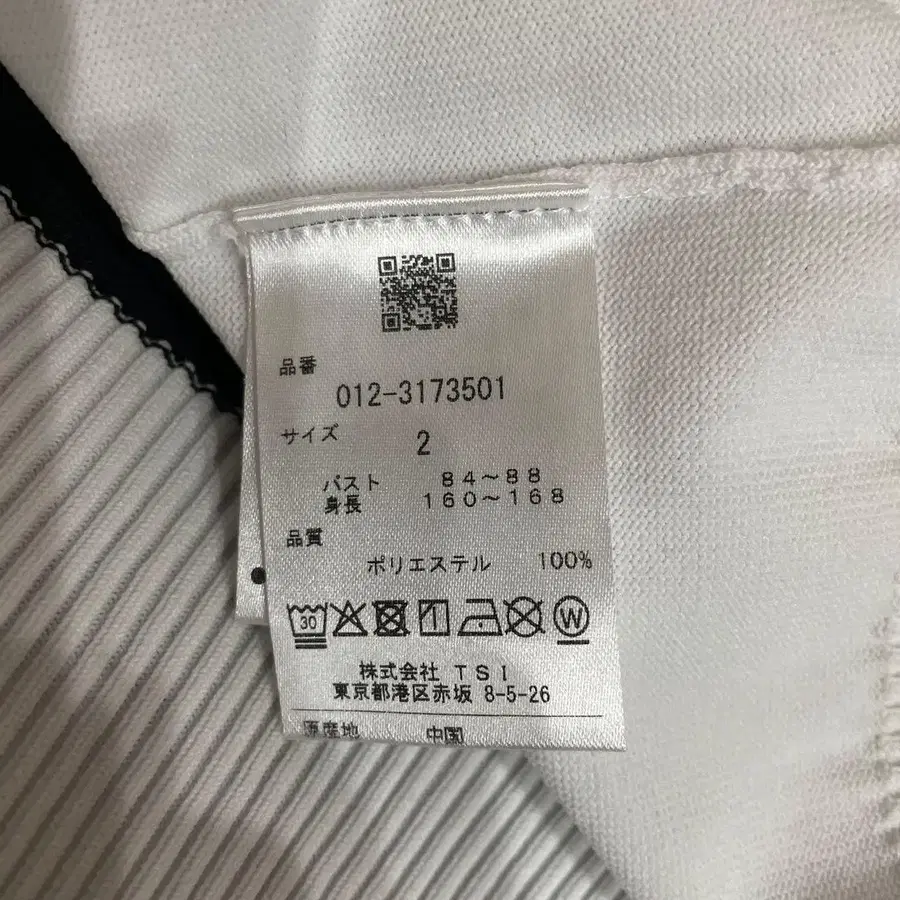 品番
012-3173501
サイズ 2
バスト 84～88
身長 160～168
品質
ポリエステル 100%
30
W
株式会社 TSI
東京都港区赤坂 8-5-26
原産地 中国